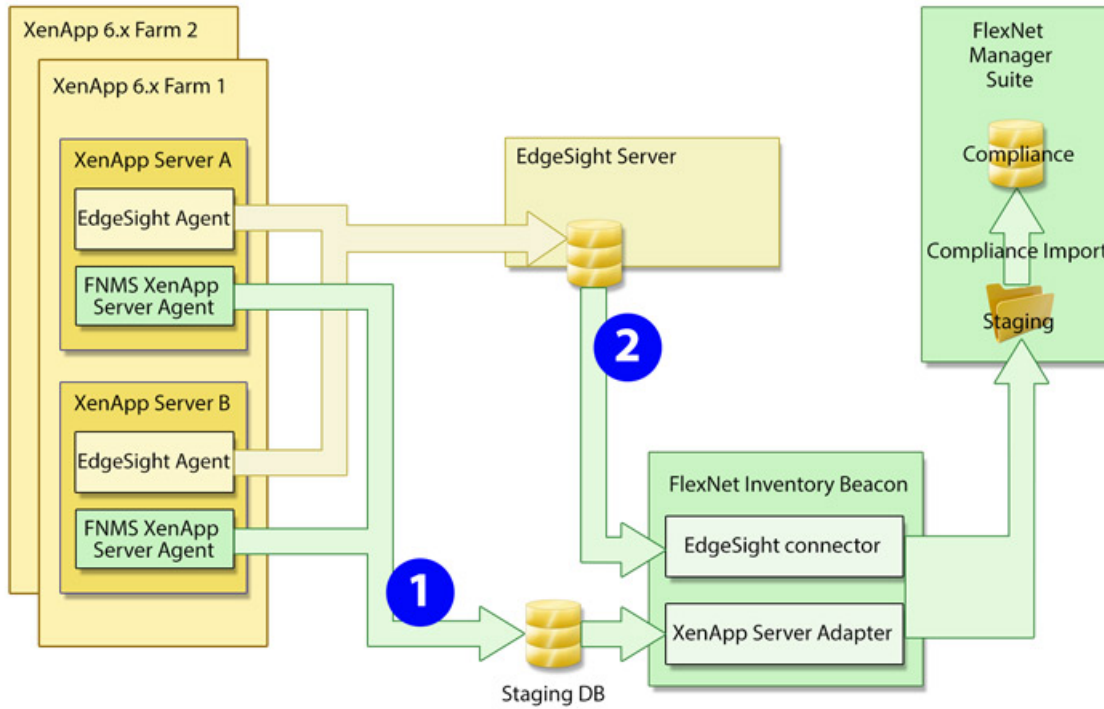 XenApp 6.x Farm 2
XenApp 6.x Farm 1
XenApp Server A
EdgeSight Agent
FNMS XenApp
Server Agent
XenApp Server B
EdgeSight Agent
FNMS XenApp
Server Agent
EdgeSight Server
1
2
Staging DB
FlexNet Inventory Beacon
EdgeSight connector
XenApp Server Adapter
FlexNet
Manager
Suite
Compliance
Compliance Import
Staging